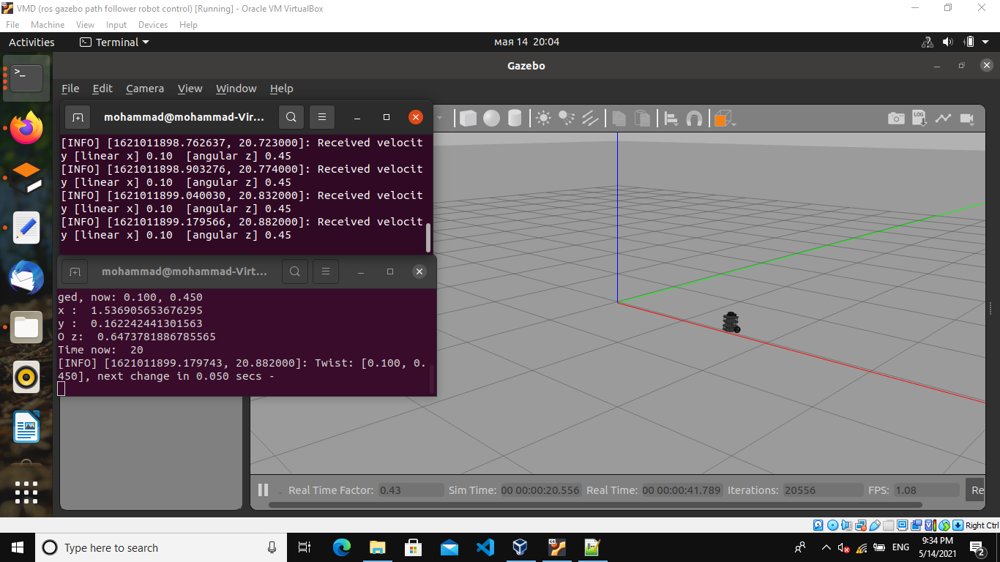 VMD (ros gazebo path follower robot control) [Running] - Oracle VM VirtualBox
File Machine View Input Devices Help
Activities Terminal мая 14 20:04
Gazebo
File Edit Camera View Window Help
mohammad@mohammad-Vir...
LOG
[INFO] [1621011898.762637, 20.723000]: Received velocit
y [linear x] 0.10 [angular z] 0.45
[INFO] [1621011898.903276, 20.774000]: Received velocit
y [linear x] 0.10 [angular z] 0.45
[INFO] [1621011899.040030, 20.832000]: Received velocit
y [linear x] 0.10 [angular z] 0.45
[INFO] [1621011899.179566, 20.882000]: Received velocit
y [linear x] 0.10 [angular z] 0.45
mohammad@mohammad-Virt...
ged, now: 0.100, 0.450
x : 1.536905653676295
y : 0.162242441301563
O z: 0.6473781886785565
Time now: 20
[INFO] [1621011899.179743, 20.882000]: Twist: [0.100, 0.
450], next change in 0.050 secs -
Real Time Factor: 0.43 Sim Time: 00 00:00:20.556 Real Time: 00 00:00:41.789 Iterations: 20556 FPS: 1.08 Re
Right Ctrl
Type here to search
ENG
9:34 PM
5/14/2021
2